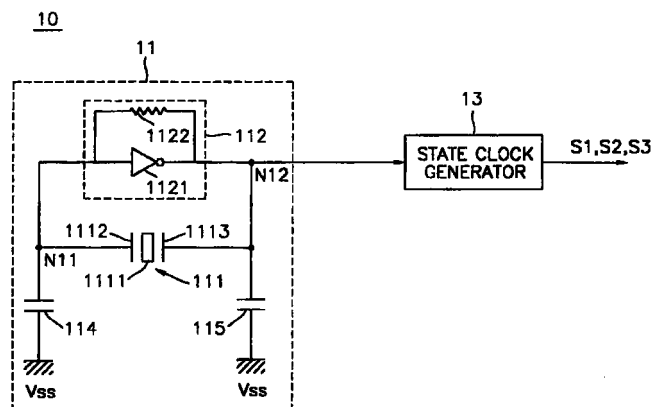 10
11
1122
112
1121
N12
13
STATE CLOCK
GENERATOR
S1,S2,S3
1112
1113
N11
1111
111
114
115
Vss
Vss